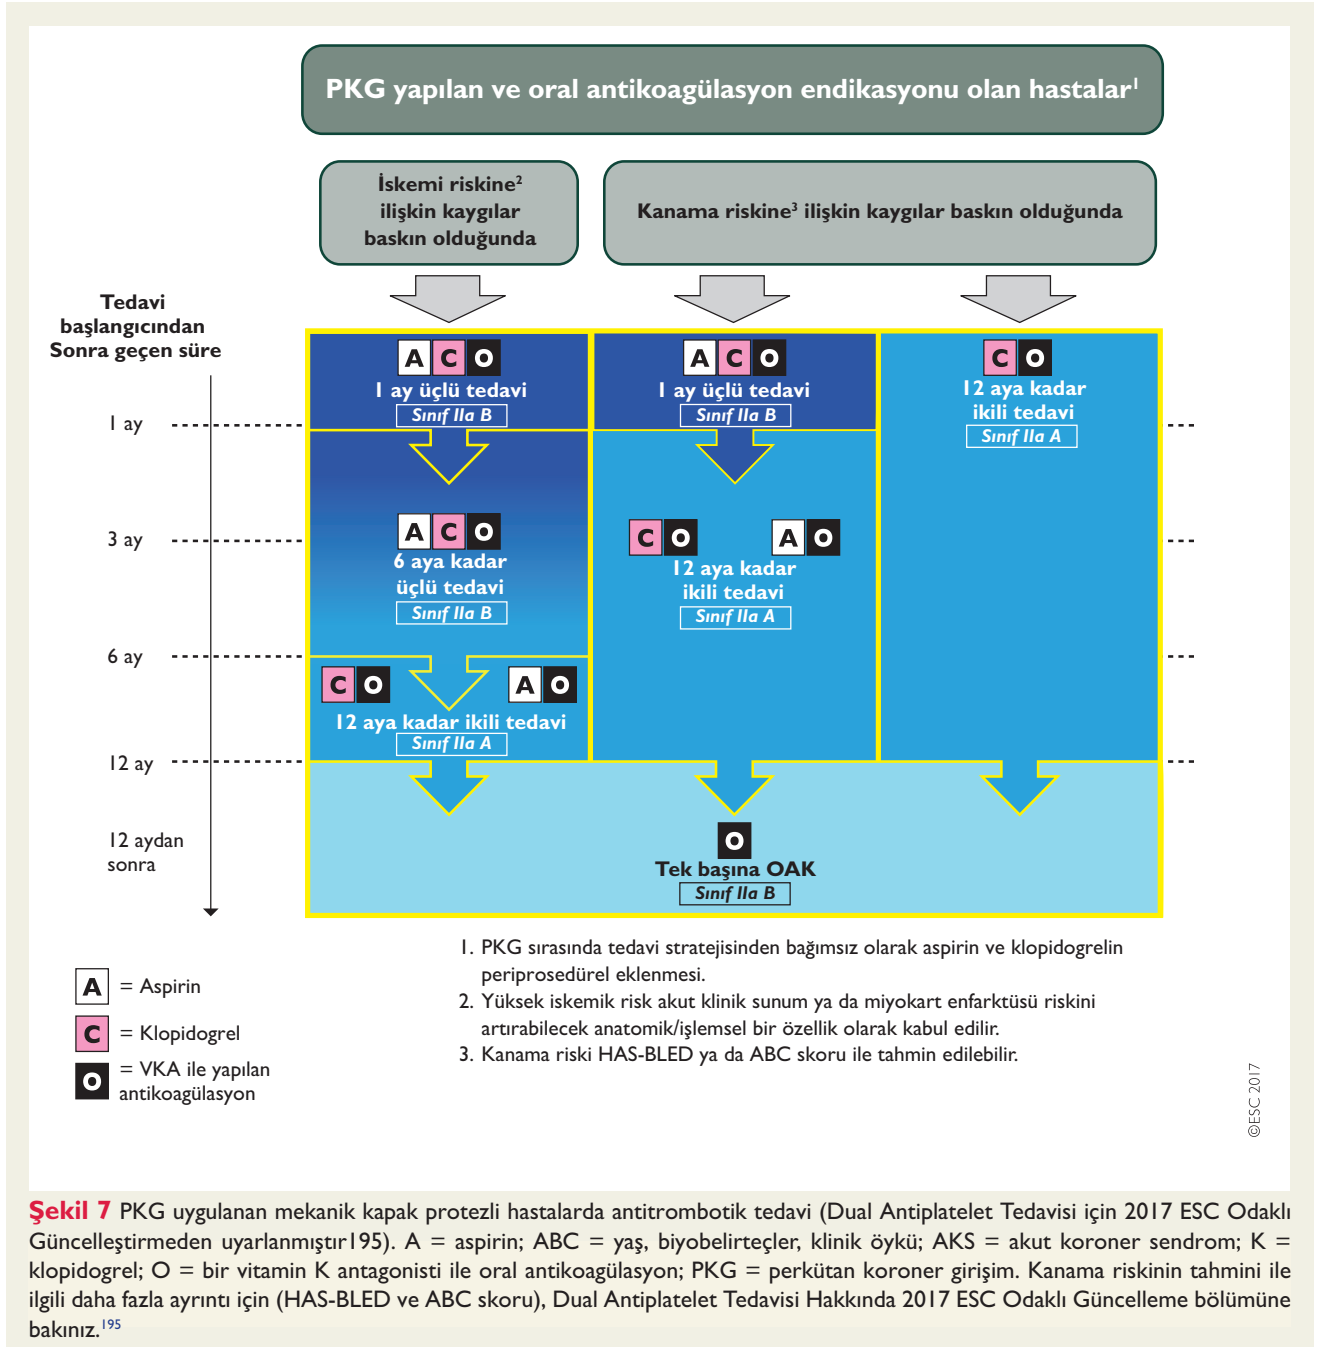 PKG yapılan ve oral antikoagülasyon endikasyonu olan hastalar¹
İskemi riskine²
ilişkin kaygılar
baskın olduğunda
Kanama riskine³ ilişkin kaygılar baskın olduğunda
Tedavi
başlangıcından
Sonra geçen süre
A C O
1 ay üçlü tedavi
Sınıf IIa B
A C O
1 ay üçlü tedavi
Sınıf IIa B
C O
12 aya kadar
ikili tedavi
Sınıf IIa A
1 ay
A C O
6 aya kadar
üçlü tedavi
Sınıf IIa B
C O
A O
12 aya kadar
ikili tedavi
Sınıf IIa A
3 ay
6 ay
C O
A O
12 aya kadar ikili tedavi
Sınıf IIa A
12 ay
12 aydan
sonra
O
Tek başına OAK
Sınıf IIa B
A = Aspirin
C = Klopidogrel
O = VKA ile yapılan
antikoagülasyon
1. PKG sırasında tedavi stratejisinden bağımsız olarak aspirin ve klopidogrelin
periprosedürel eklenmesi.
2. Yüksek iskemik risk akut klinik sunum ya da miyokart enfarktüsü riskini
artırabilecek anatomik/işlemsel bir özellik olarak kabul edilir.
3. Kanama riski HAS-BLED ya da ABC skoru ile tahmin edilebilir.
©ESC 2017
Şekil 7 PKG uygulanan mekanik kapak protezli hastalarda antitrombotik tedavi (Dual Antiplatelet Tedavisi için 2017 ESC Odaklı
Güncelleştirmeden uyarlanmıştır195). A = aspirin; ABC = yaş, biyobelirteçler, klinik öykü; AKS = akut koroner sendrom; K =
klopidogrel; O = bir vitamin K antagonisti ile oral antikoagülasyon; PKG = perkütan koroner girişim. Kanama riskinin tahmini ile
ilgili daha fazla ayrıntı için (HAS-BLED ve ABC skoru), Dual Antiplatelet Tedavisi Hakkında 2017 ESC Odaklı Güncelleme bölümüne
bakınız.¹⁹⁵